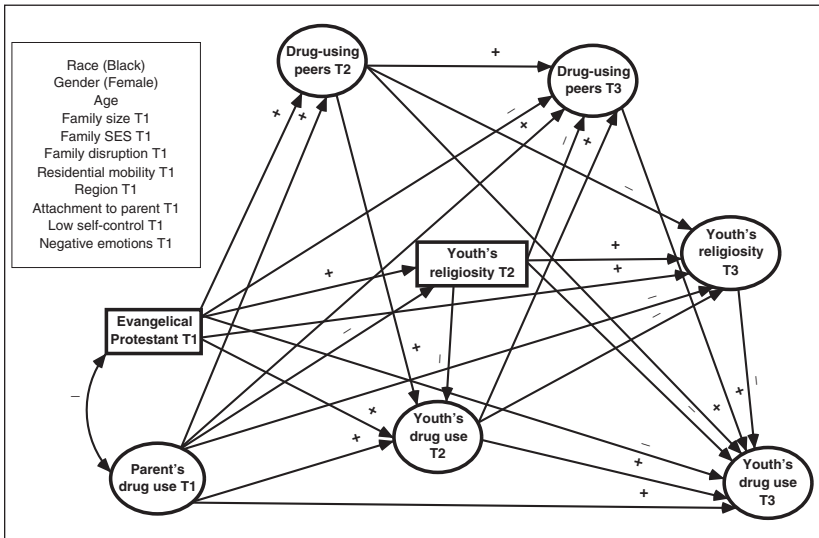 Race (Black)
Gender (Female)
Age
Family size T1
Family SES T1
Family disruption T1
Residential mobility T1
Region T1
Attachment to parent T1
Low self-control T1
Negative emotions T1
Drug-using
peers T2
Drug-using
peers T3
Youth's
religiosity T2
Youth's
religiosity
T3
Evangelical
Protestant T1
Youth's
drug use
T2
Parent's
drug use T1
Youth's
drug use
T3
+
+
+
–
+
–
+
–
+
+
+
–
–
–
+
–
+
+
–
+
–
–
+
+
+
–
–